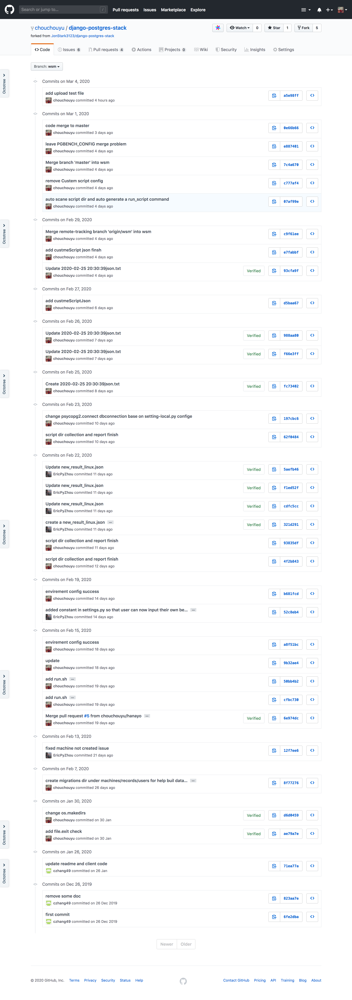 Search or jump to... /
Pull requests Issues Marketplace Explore
chouchouyu / django-postgres-stack
Watch 0 Star 1 Fork 5
forked from JonStark3123/django-postgres-stack
Code Issues 6 Pull requests 4 Actions Projects 0 Wiki Security Insights Settings
Branch: wsm
Octotree
Commits on Mar 4, 2020
add upload test file
chouchouyu committed 4 hours ago
a5e98ff
Commits on Mar 1, 2020
code merge to master
chouchouyu committed 3 days ago
0e66b66
leave PGBENCH_CONFIG merge problem
chouchouyu committed 4 days ago
e887401
Merge branch 'master' into wsm
chouchouyu committed 4 days ago
7c4a670
remove Custem script config
chouchouyu committed 4 days ago
c777af4
auto scane script dir and auto generate a run_script command
chouchouyu committed 4 days ago
07af99e
Commits on Feb 29, 2020
Octotree
Merge remote-tracking branch 'origin/wsm' into wsm
chouchouyu committed 4 days ago
c9f61ee
add custmeScript json finsh
chouchouyu committed 4 days ago
e7fabbf
Update 2020-02-25 20:30:39json.txt
chouchouyu committed 4 days ago
Verified 93cfa9f
Commits on Feb 27, 2020
add custmeScriptJson
chouchouyu committed 6 days ago
d5baa67
Commits on Feb 26, 2020
Update 2020-02-25 20:30:39json.txt
chouchouyu committed 7 days ago
Verified 988aa80
Update 2020-02-25 20:30:39json.txt
chouchouyu committed 7 days ago
Verified f66e3ff
Commits on Feb 25, 2020
Octotree
Create 2020-02-25 20:30:39json.txt
chouchouyu committed 8 days ago
Verified fc73402
Commits on Feb 23, 2020
change psycopg2.connect dbconnection base on setting-local.py confige
chouchouyu committed 10 days ago
197cbc6
script dir collection and report finish
chouchouyu committed 10 days ago
62f0484
Commits on Feb 22, 2020
Update new_result_linux.json
EricPyZhou committed 11 days ago
Verified 5aefb46
Update new_result_linux.json
EricPyZhou committed 11 days ago
Verified f1ed52f
Update new_result_linux.json
EricPyZhou committed 11 days ago
Verified cdfc5cc
create a new_result_linux.json ...
EricPyZhou committed 11 days ago
Verified 321d291
Octotree
script dir collection and report finish
chouchouyu committed 11 days ago
93835df
script dir collection and report finish
chouchouyu committed 12 days ago
4f2b843
Commits on Feb 19, 2020
envirement config success
chouchouyu committed 14 days ago
b681fcd
added constant in settings.py so that user can now input their own be... ...
EricPyZhou committed 14 days ago
52c8eb4
Commits on Feb 15, 2020
envirement config success
chouchouyu committed 18 days ago
a8f51bc
update
chouchouyu committed 18 days ago
9b32ae4
add run.sh ...
chouchouyu committed 19 days ago
50bb4b2
Octotree
add run.sh ...
chouchouyu committed 19 days ago
cfbc730
Merge pull request #5 from chouchouyu/hanayo ...
chouchouyu committed 19 days ago
Verified 6e974dc
Commits on Feb 13, 2020
fixed machine not created issue
EricPyZhou committed 21 days ago
12f7ee6
Commits on Feb 7, 2020
create migrations dir under machines/records/users for help buil data... ...
chouchouyu committed 26 days ago
8f77276
Commits on Jan 30, 2020
change os.makedirs
chouchouyu committed on 30 Jan
Verified d6d0459
add file.exit check
chouchouyu committed on 30 Jan
Verified ae79a7e
Octotree
Commits on Jan 26, 2020
update readme and client code
czhang49 committed on 26 Jan
71ea77a
Octotree
Commits on Dec 26, 2019
remove some doc
czhang49 committed on 26 Dec 2019
823aa7e
first commit
czhang49 committed on 26 Dec 2019
6fe2dba
Newer Older
© 2020 GitHub, Inc. Terms Privacy Security Status Help Contact GitHub Pricing API Training Blog About